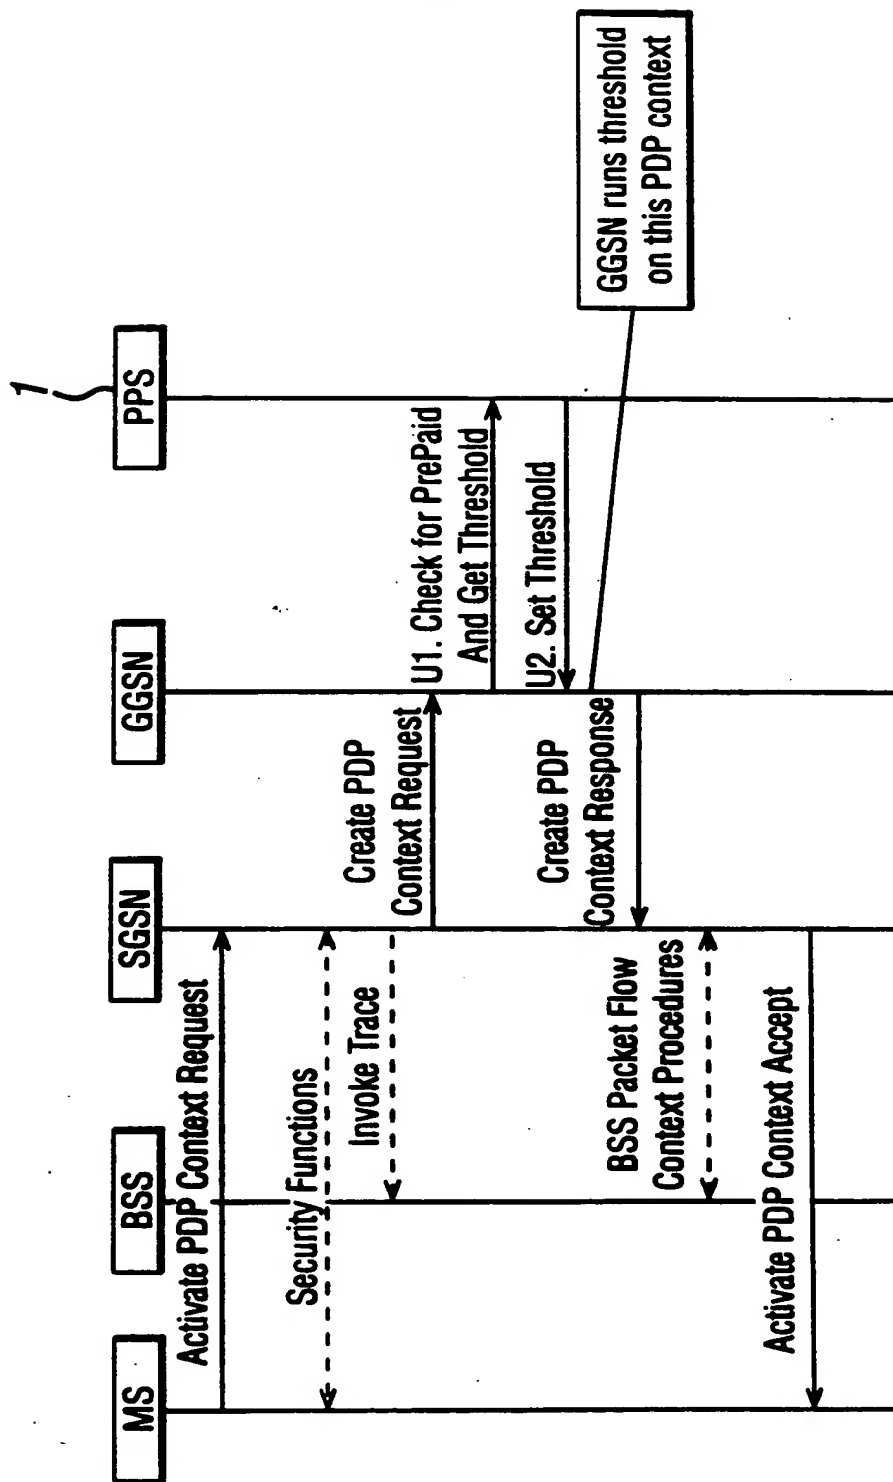 1
MS
BSS
SGSN
GGSN
PPS
Activate PDP Context Request
Security Functions
Invoke Trace
Create PDP
Context Request
U1. Check for PrePaid
And Get Threshold
U2. Set Threshold
GGSN runs threshold
on this PDP context
Create PDP
Context Response
BSS Packet Flow
Context Procedures
Activate PDP Context Accept